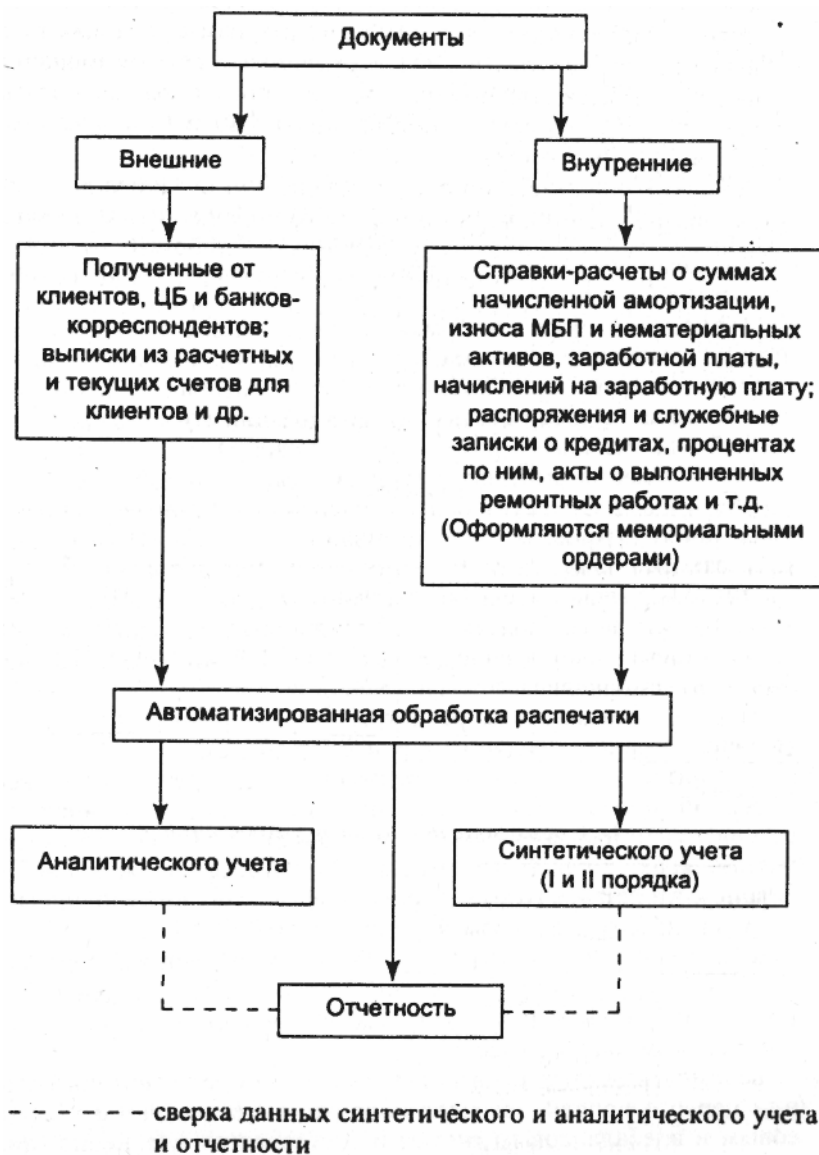 Документы
Внешние
Внутренние
Полученные от
клиентов, ЦБ и банков-
корреспондентов;
выписки из расчетных
и текущих счетов для
клиентов и др.
Справки-расчеты о суммах
начисленной амортизации,
износа МБП и нематериальных
активов, заработной платы,
начислений на заработную плату;
распоряжения и служебные
записки о кредитах, процентах
по ним, акты о выполненных
ремонтных работах и т.д.
(Оформляются мемориальными
ордерами)
Автоматизированная обработка распечатки
Аналитического учета
Синтетического учета
(I и II порядка)
Отчетность
сверка данных синтетического и аналитического учета
и отчетности